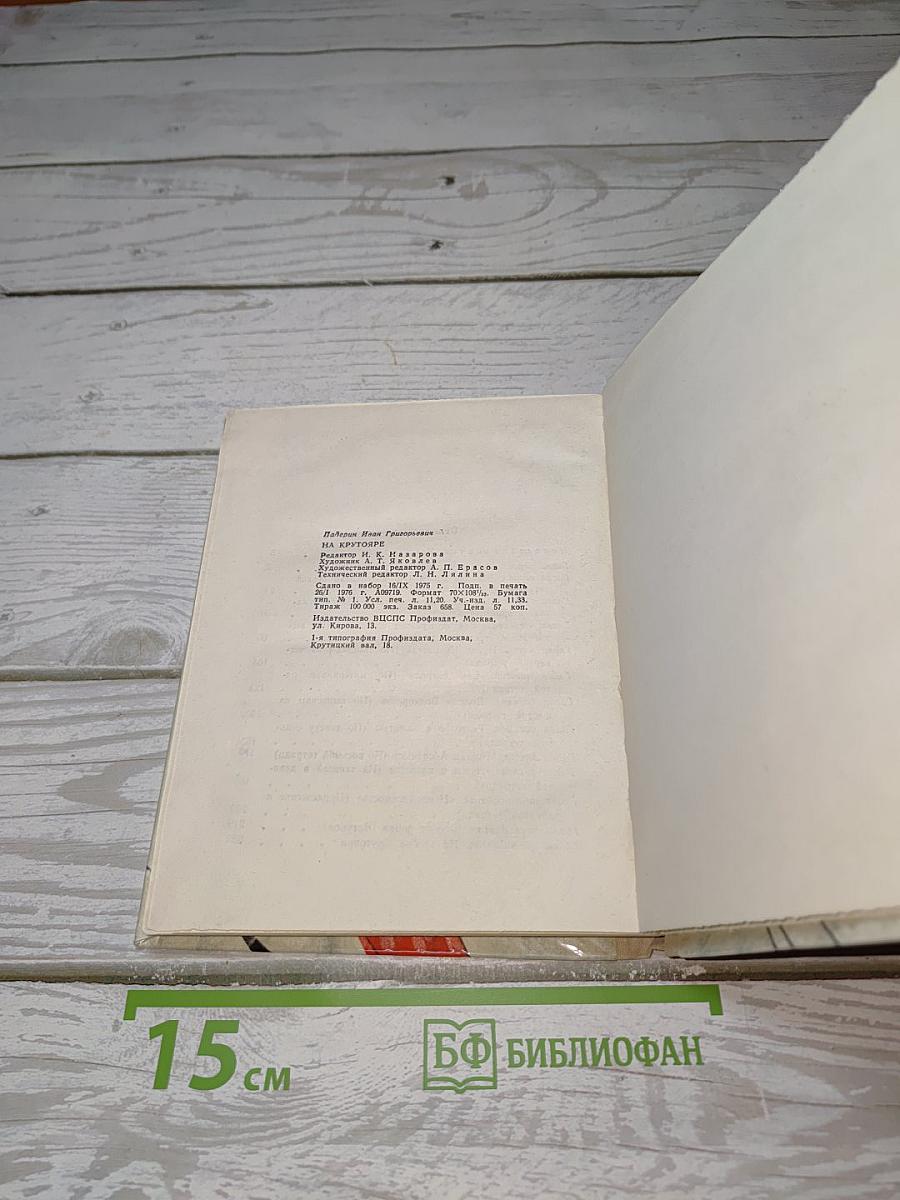 Падерин Иван Григорьевич
НА КРУТОЯРЕ
Редактор И. К. Назарова
Художник А. Т. Яковлев
Художественный редактор А. П. Ерасов
Технический редактор Л. Н. Лялина
Сдано в набор 16/IX 1975 г. Подп. в печать
26/I 1976 г. А09719. Формат 70×108¹/₃₂. Бумага
тип. № 1. Усл. печ. л. 11,20. Уч.-изд. л. 11,33.
Тираж 100 000 экз. Заказ 658. Цена 57 коп.
Издательство ВЦСПС Профиздат, Москва,
ул. Кирова, 13.
1-я типография Профиздата, Москва,
Крутицкий вал, 18.
15 см
БФ БИБЛИОФАН